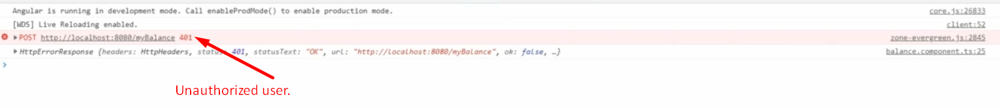 Angular is running in development mode. Call enableProdMode() to enable production mode. core.js:26833
[WDS] Live Reloading enabled. client:52
POST http://localhost:8080/myBalance 401 zone-evergreen.js:2845
HttpErrorResponse {headers: HttpHeaders, status: 401, statusText: "OK", url: "http://localhost:8080/myBalance", ok: false, …} balance.component.ts:25
Unauthorized user.